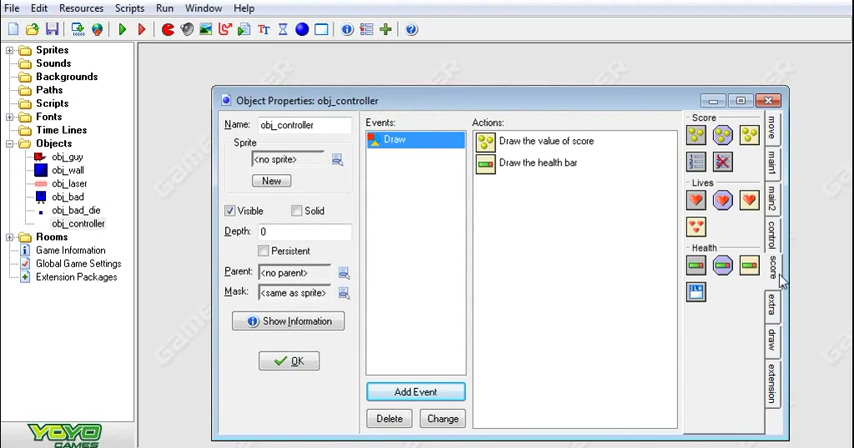 File Edit Resources Scripts Run Window Help
Sprites
Sounds
Backgrounds
Paths
Scripts
Fonts
Time Lines
Objects
obj_guy
obj_wall
obj_laser
obj_bad
obj_bad_die
obj_controller
Rooms
Game Information
Global Game Settings
Extension Packages
YOYO
GAMES
Object Properties: obj_controller
Name: obj_controller
Sprite
<no sprite>
New
Visible Solid
Depth: 0
Persistent
Parent: <no parent>
Mask: <same as sprite>
Show Information
OK
Events:
Draw
Add Event
Delete Change
Actions:
Draw the value of score
Draw the health bar
Score
Lives
Health
move
main1
main2
control
score
extra
draw
extension